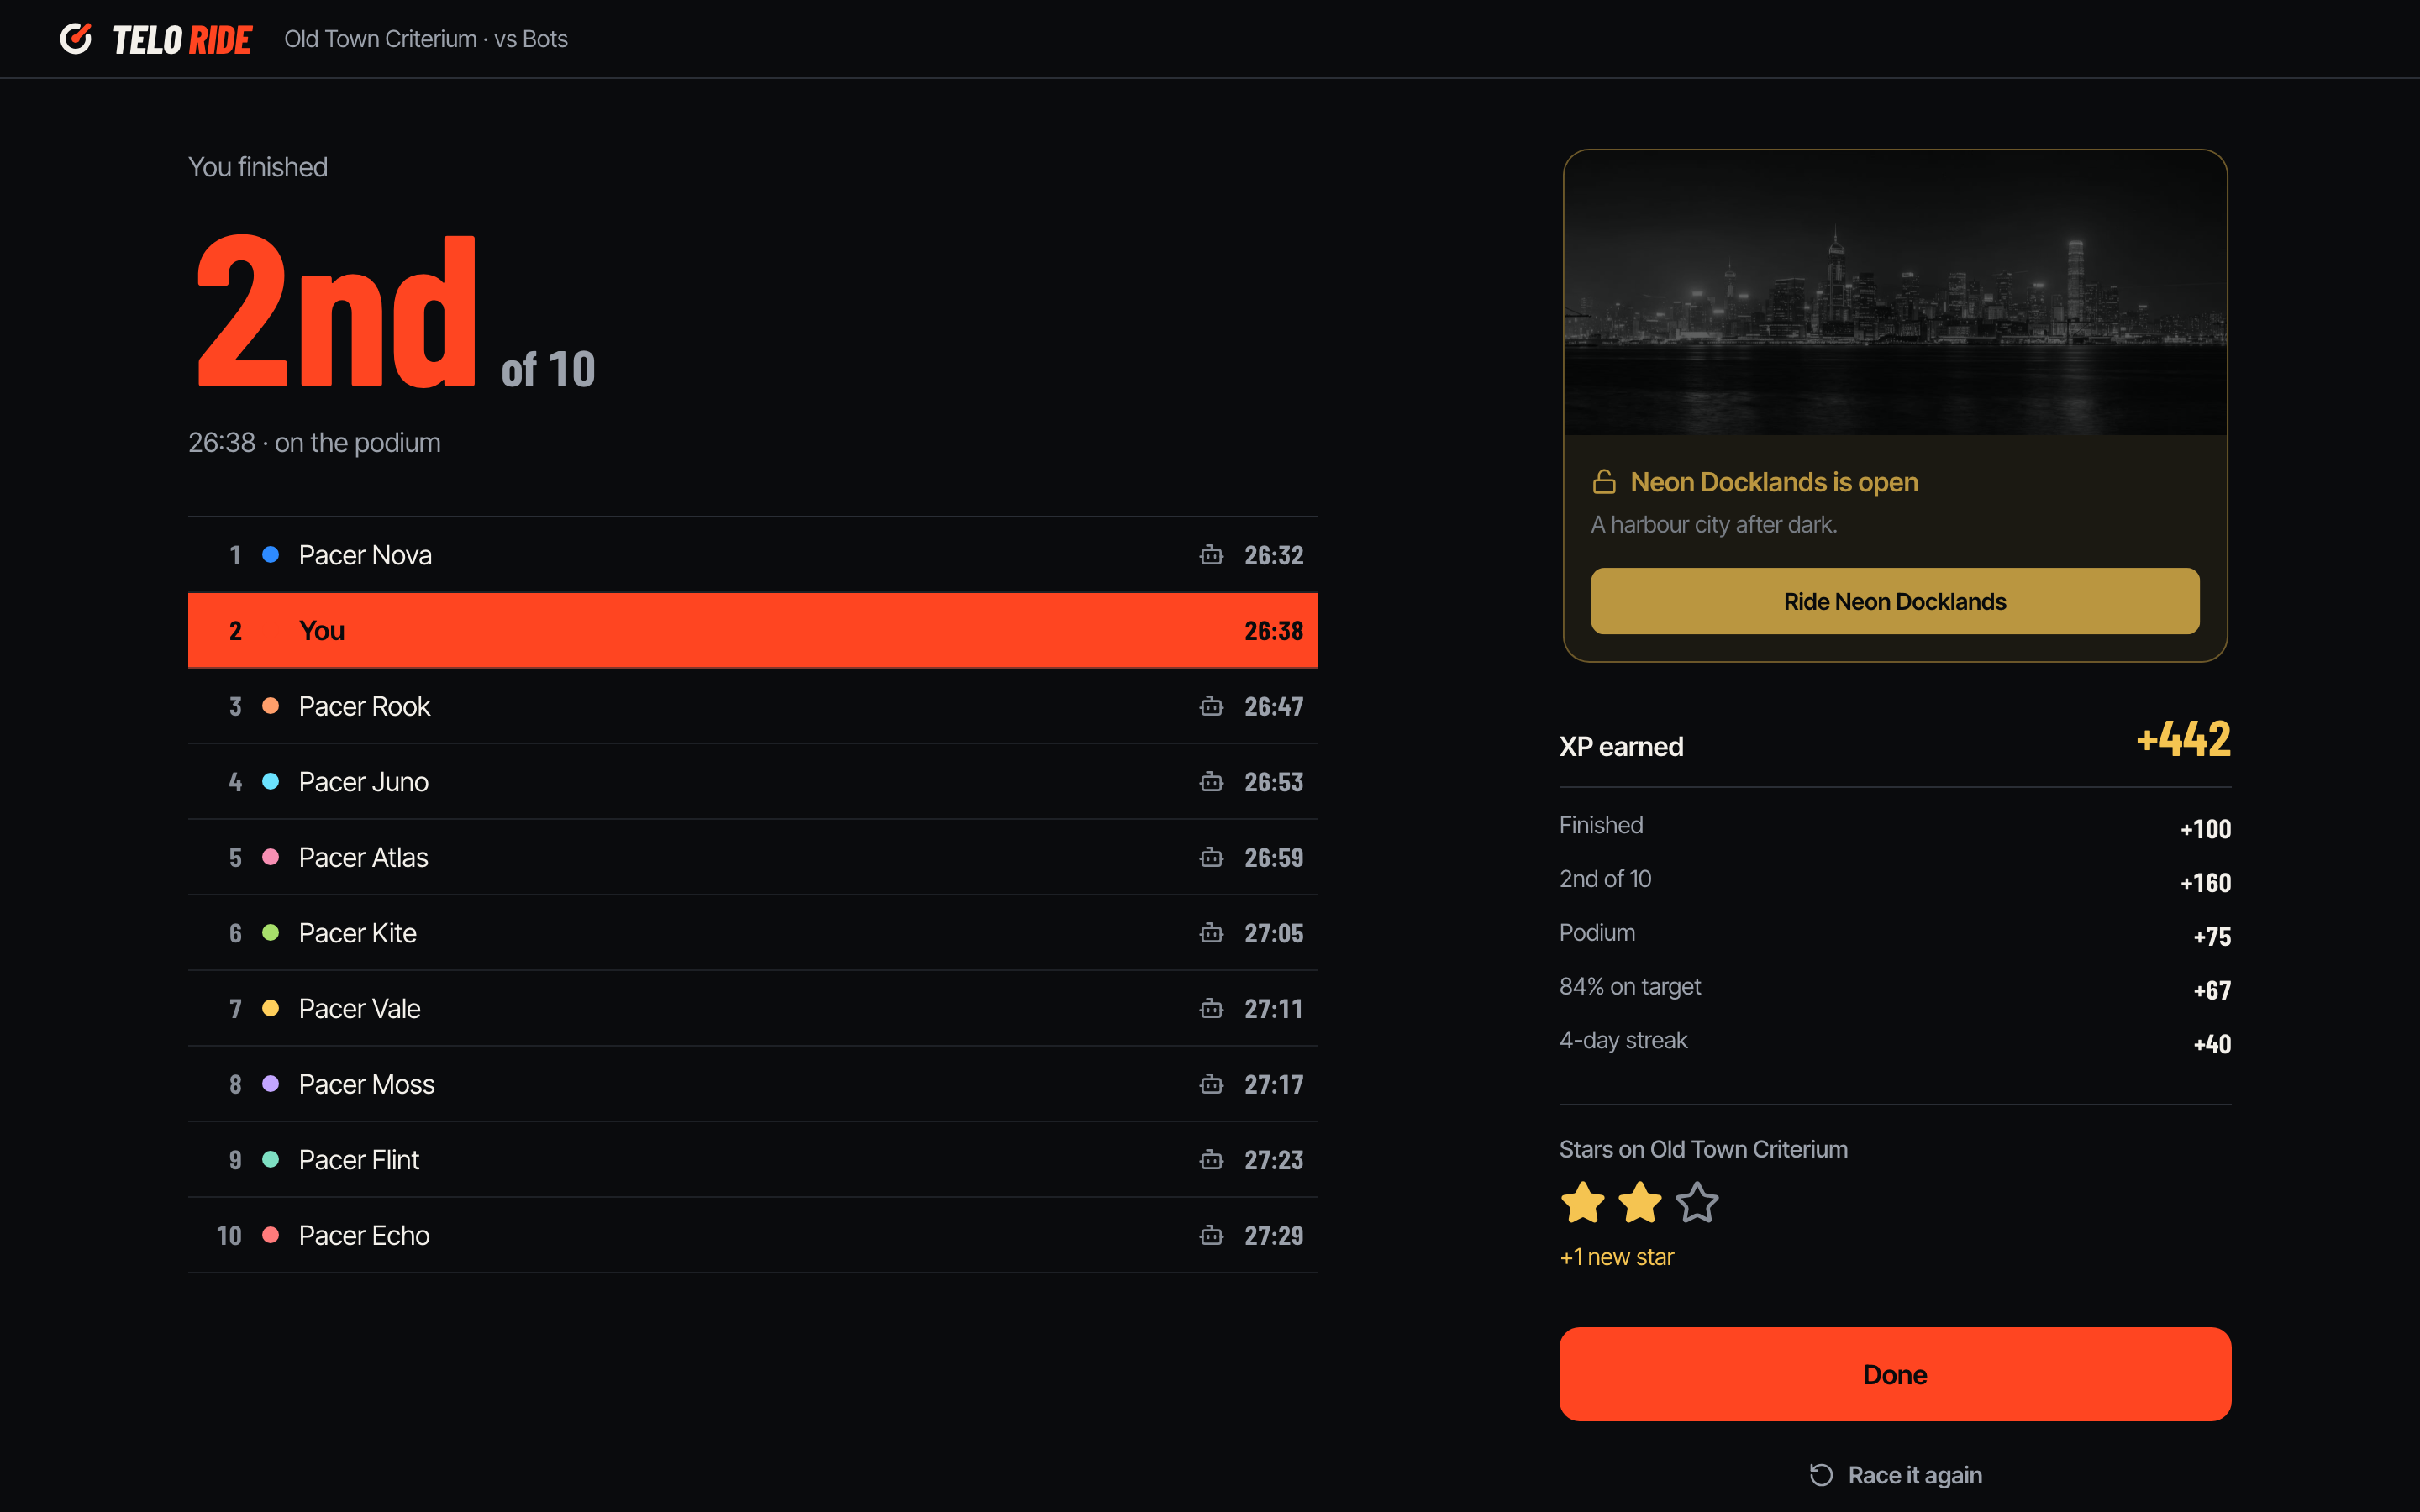 TELO RIDE
Old Town Criterium · vs Bots
You finished
2nd of 10
26:38 · on the podium
1 Pacer Nova 26:32
2 You 26:38
3 Pacer Rook 26:47
4 Pacer Juno 26:53
5 Pacer Atlas 26:59
6 Pacer Kite 27:05
7 Pacer Vale 27:11
8 Pacer Moss 27:17
9 Pacer Flint 27:23
10 Pacer Echo 27:29
Neon Docklands is open
A harbour city after dark.
Ride Neon Docklands
XP earned +442
Finished +100
2nd of 10 +160
Podium +75
84% on target +67
4-day streak +40
Stars on Old Town Criterium
+1 new star
Done
Race it again